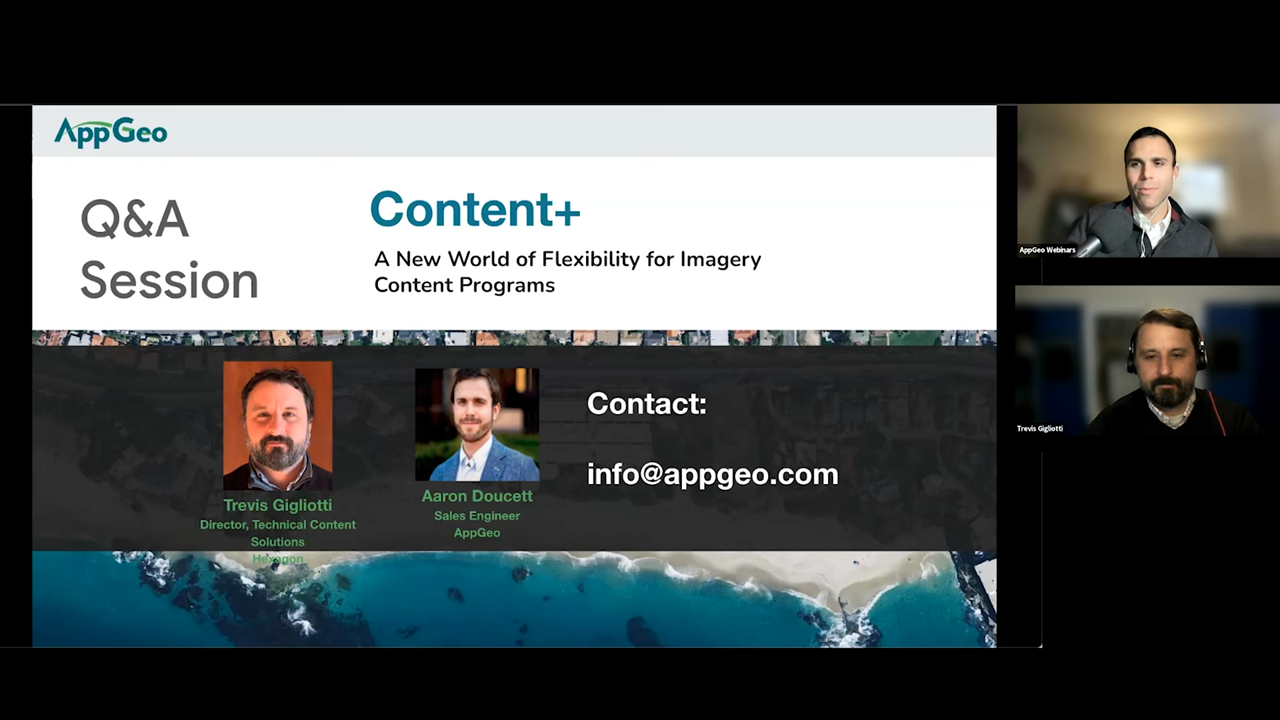 AppGeo
Q&A
Session
Content+
A New World of Flexibility for Imagery
Content Programs
Trevis Gigliotti
Director, Technical Content
Solutions
Hexagon
Aaron Doucett
Sales Engineer
AppGeo
Contact:
info@appgeo.com
AppGeo Webinars
Trevis Gigliotti